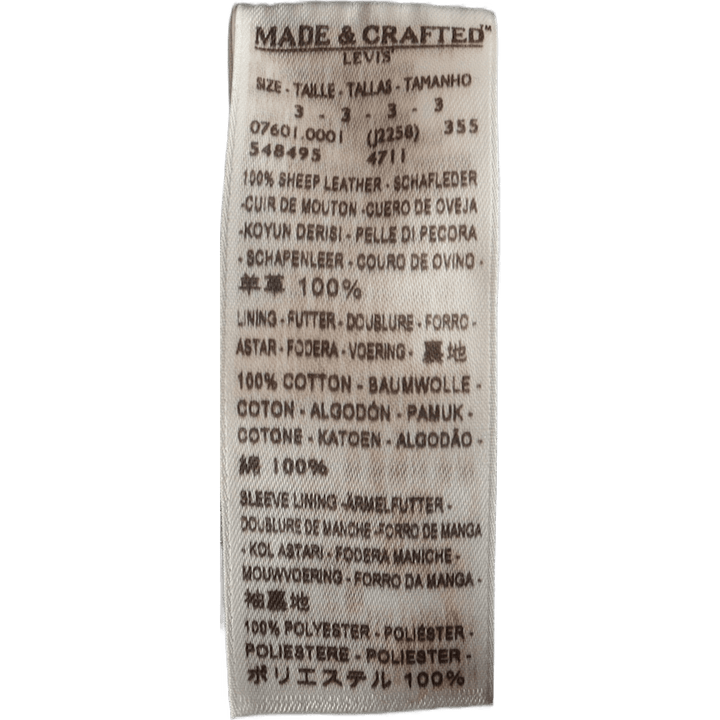 MADE & CRAFTED™
LEVIS'
SIZE - TAILLE - TALLAS - TAMANHO
3 - 3 - 3 - 3
07601.0001 (J2258) 355
548495 4711
100% SHEEP LEATHER - SCHAFLEDER
-CUIR DE MOUTON -CUERO DE OVEJA
-KOYUN DERISI - PELLE DI PECORA
- SCHAPENLEER - COURO DE OVINO -
羊革 100%
LINING - FUTTER - DOUBLURE - FORRO -
ASTAR - FODERA - VOERING - 裏地
100% COTTON - BAUMWOLLE -
COTON - ALGODÓN - PAMUK -
COTONE - KATOEN - ALGODÃO -
綿 100%
SLEEVE LINING -ÄRMELFUTTER -
DOUBLURE DE MANCHE -FORRO DE MANGA
- KOL ASTARI - FODERA MANICHE -
MOUWVOERING - FORRO DA MANGA -
袖裏地
100% POLYESTER - POLIÉSTER -
POLIESTERE - POLIESTER -
ポリエステル 100%